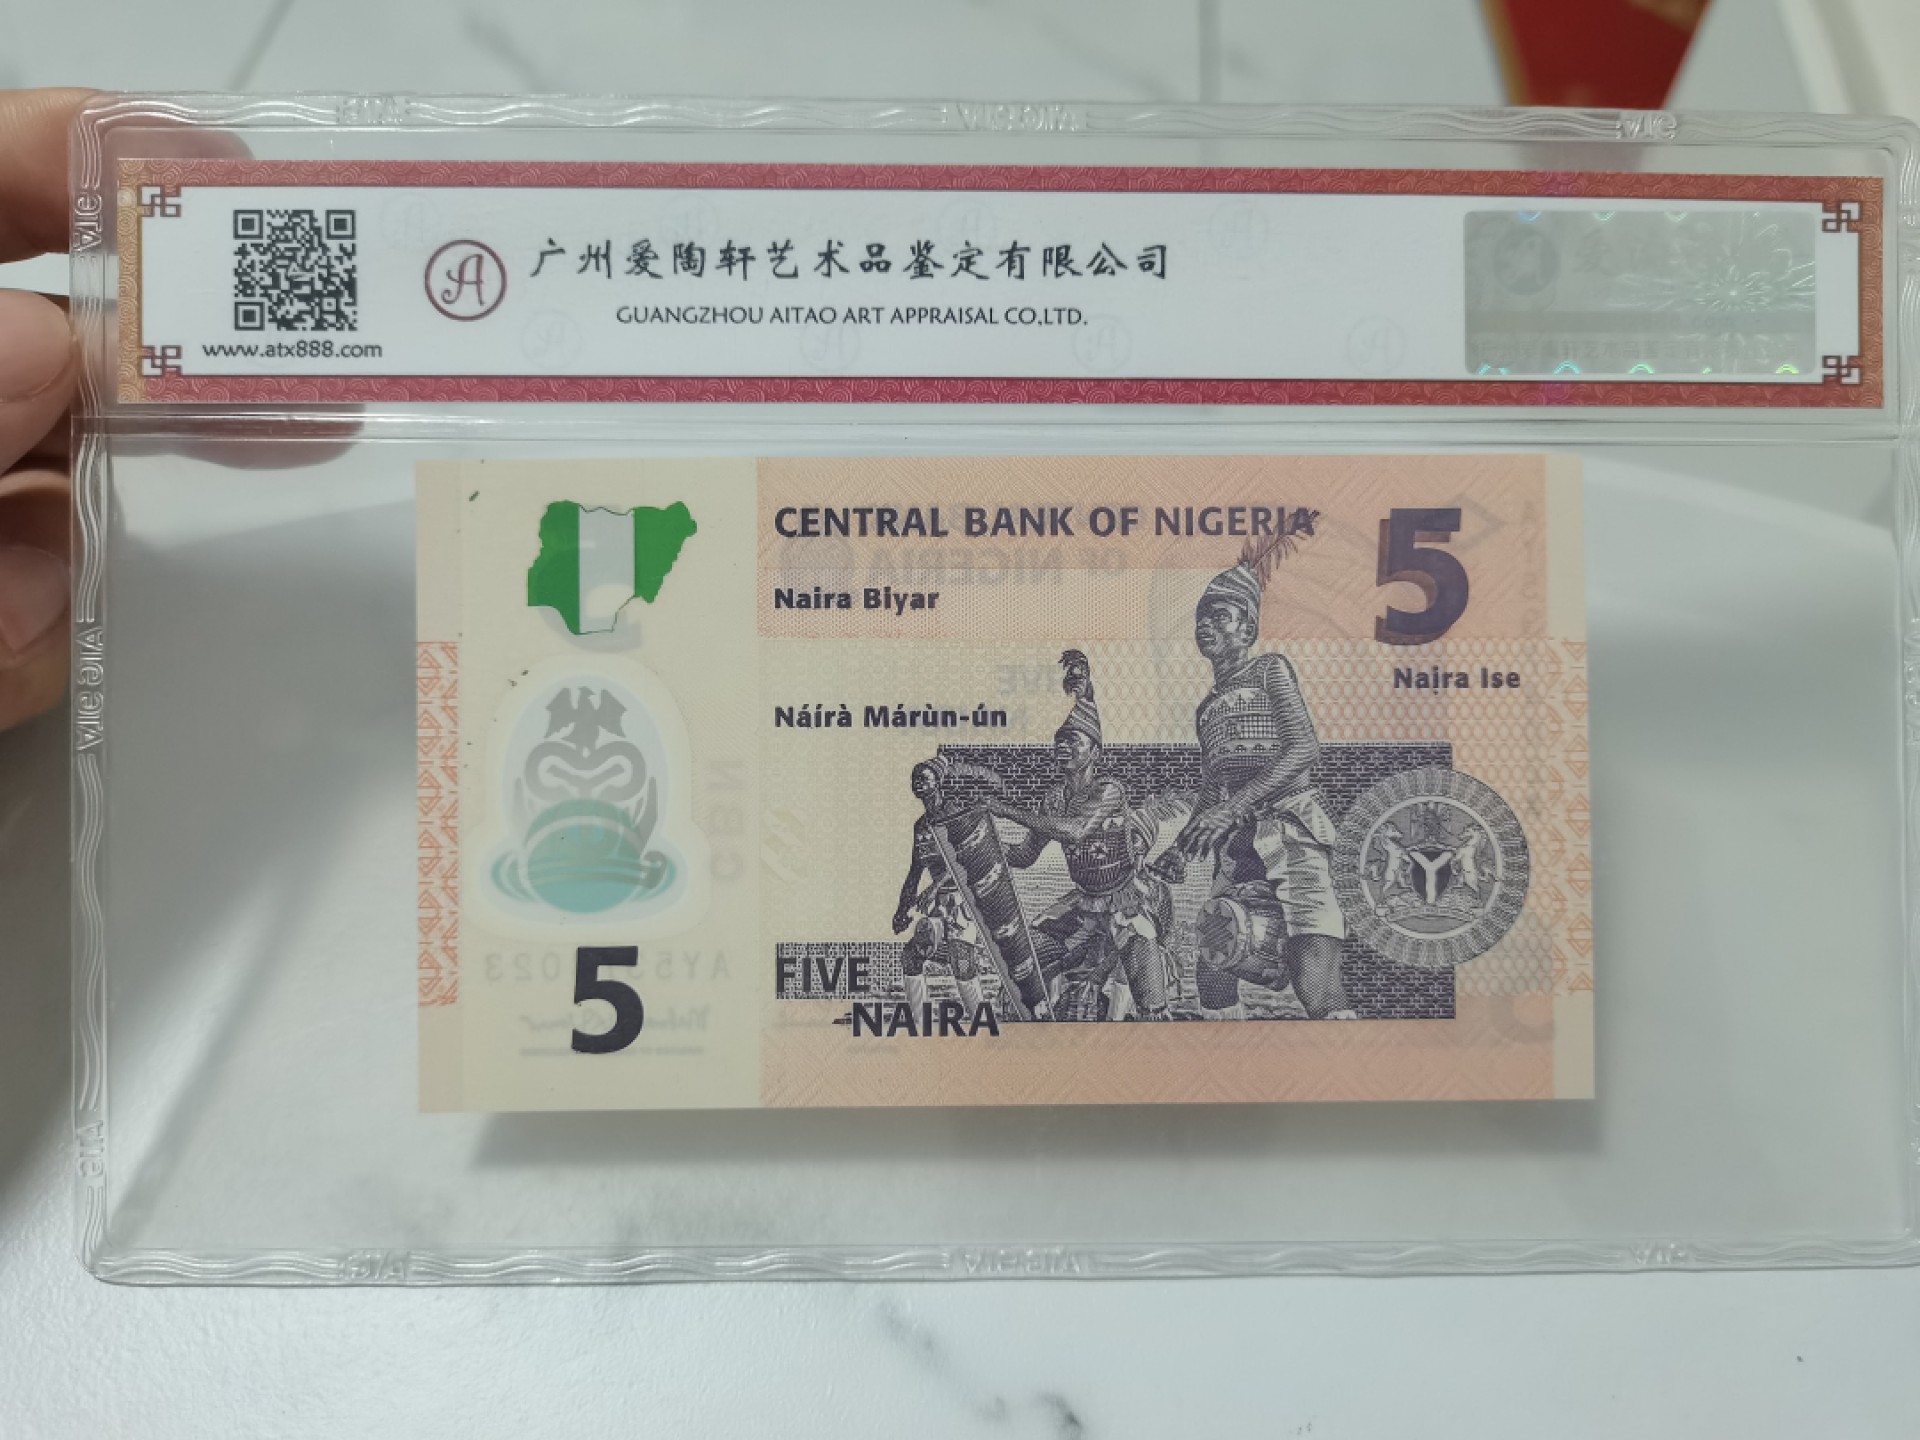 广州爱陶轩艺术品鉴定有限公司
GUANGZHOU AITAO ART APPRAISAL CO.,LTD.
www.atx888.com
CENTRAL BANK OF NIGERIA
5
Naira Biyar
Naịra Ise
Náírà Márùn-ún
5
FIVE
NAIRA